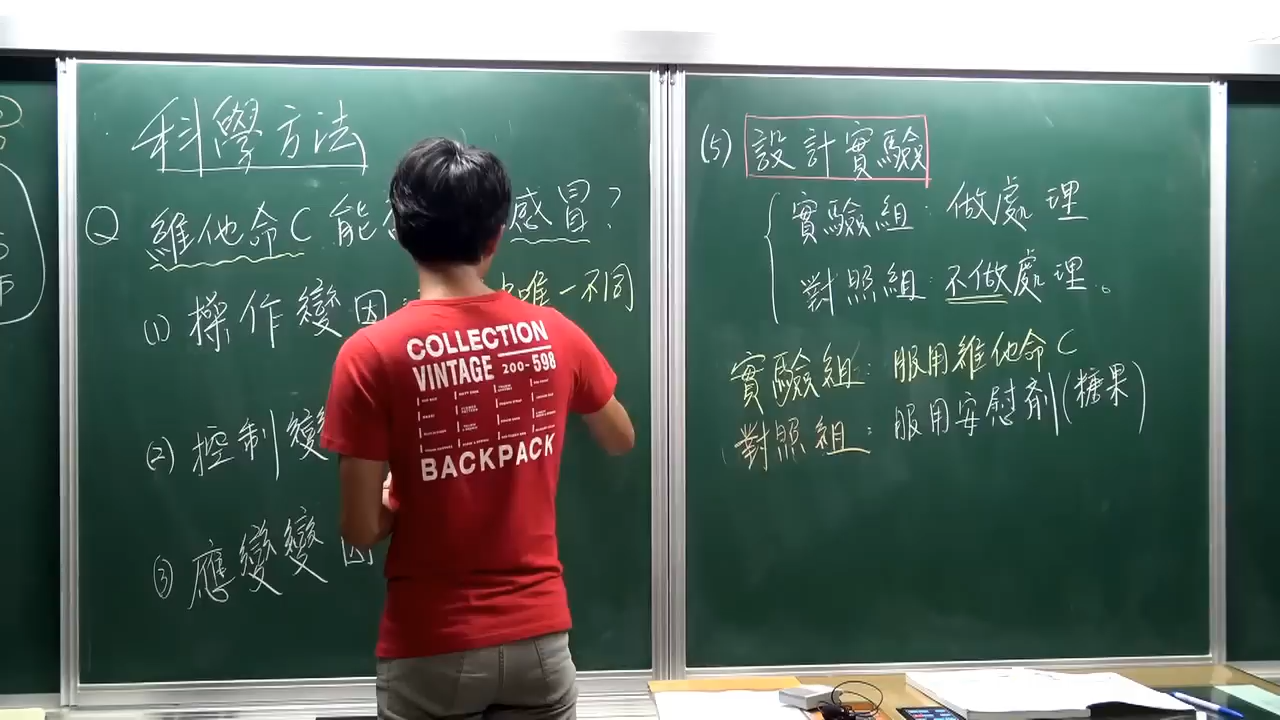 科學方法
Q 維他命C 能 感冒?
(1) 操作變因: 唯一不同
(2) 控制變
③ 應變變因
(5) 設計實驗
實驗組: 做處理
對照組: 不做處理。
實驗組: 服用維他命C
對照組: 服用安慰劑(糖果)
COLLECTION
VINTAGE 200-598
BACKPACK